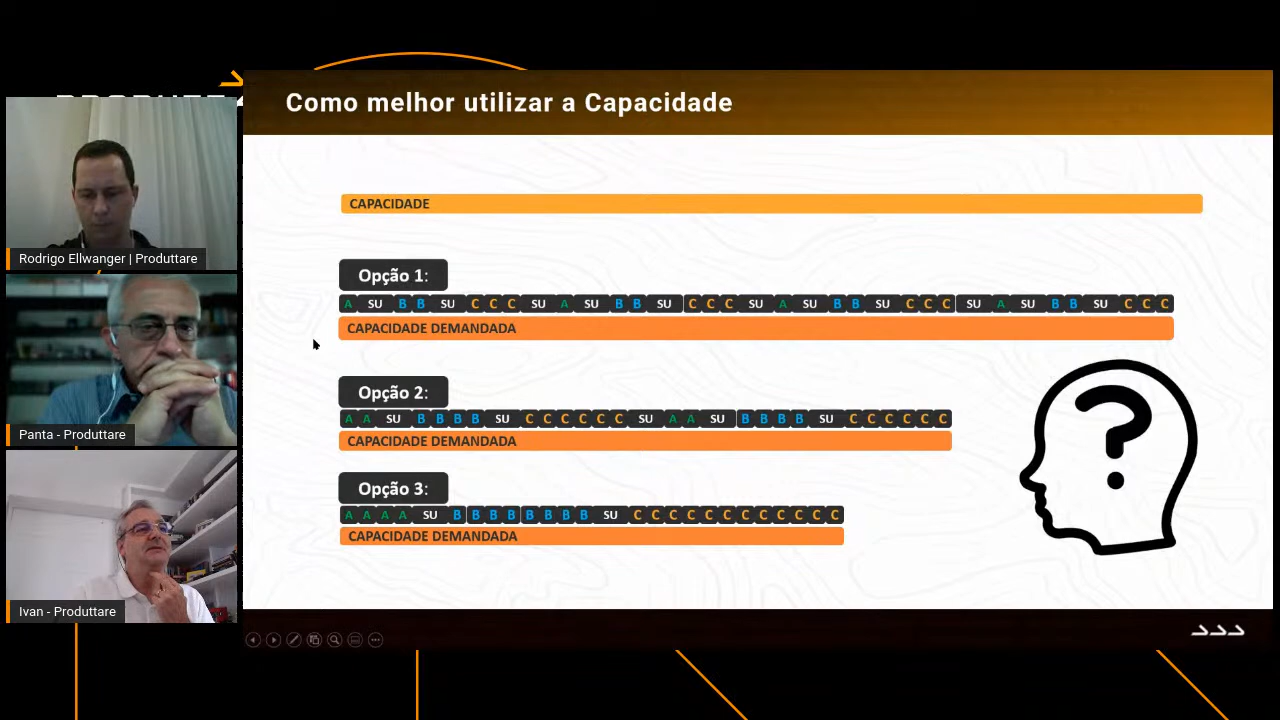 Como melhor utilizar a Capacidade
CAPACIDADE
Opção 1:
A SU B B SU C C C SU A SU B B SU C C C SU A SU B B SU C C C SU A SU B B SU C C C
CAPACIDADE DEMANDADA
Opção 2:
A A SU B B B B SU C C C C C C SU A A SU B B B B SU C C C C C C
CAPACIDADE DEMANDADA
Opção 3:
A A A A SU B B B B B B B B SU C C C C C C C C C C C C
CAPACIDADE DEMANDADA
Rodrigo Ellwanger | Produttare
Panta - Produttare
Ivan - Produttare